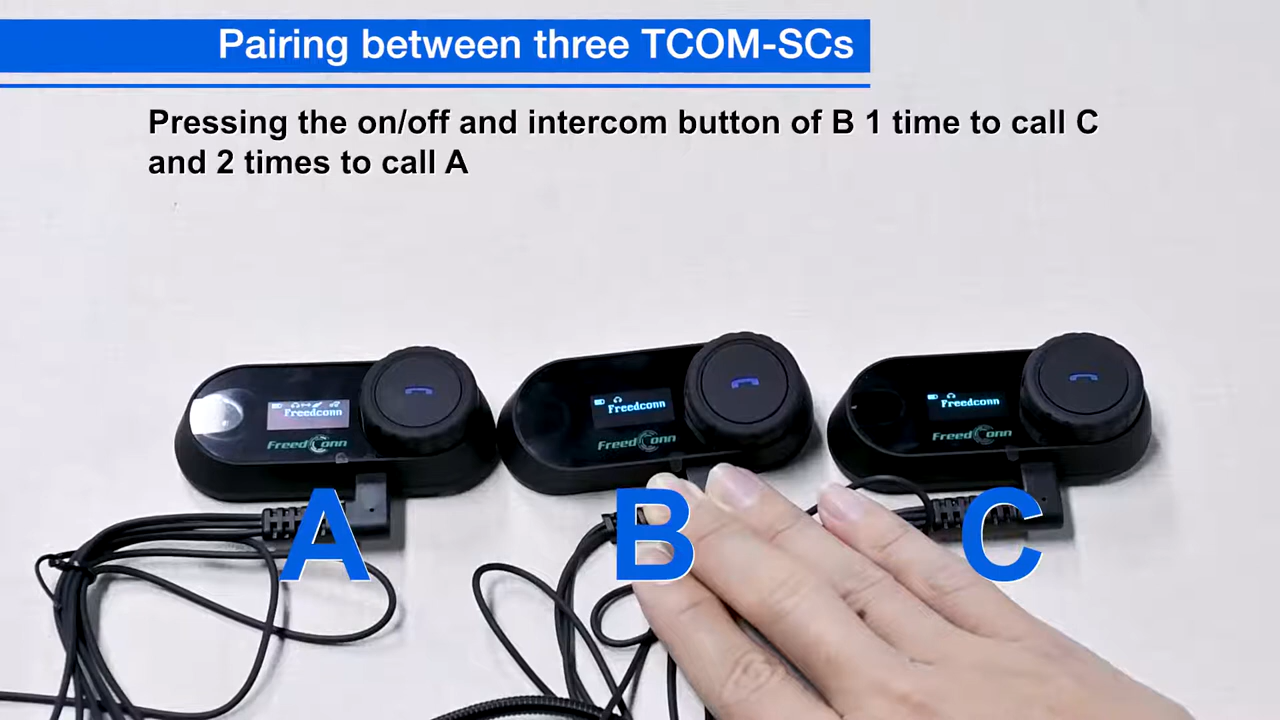 Pairing between three TCOM-SCs
Pressing the on/off and intercom button of B 1 time to call C
and 2 times to call A
Freedconn
FreedConn
Freedconn
FreedConn
Freedconn
FreedConn
A
B
C